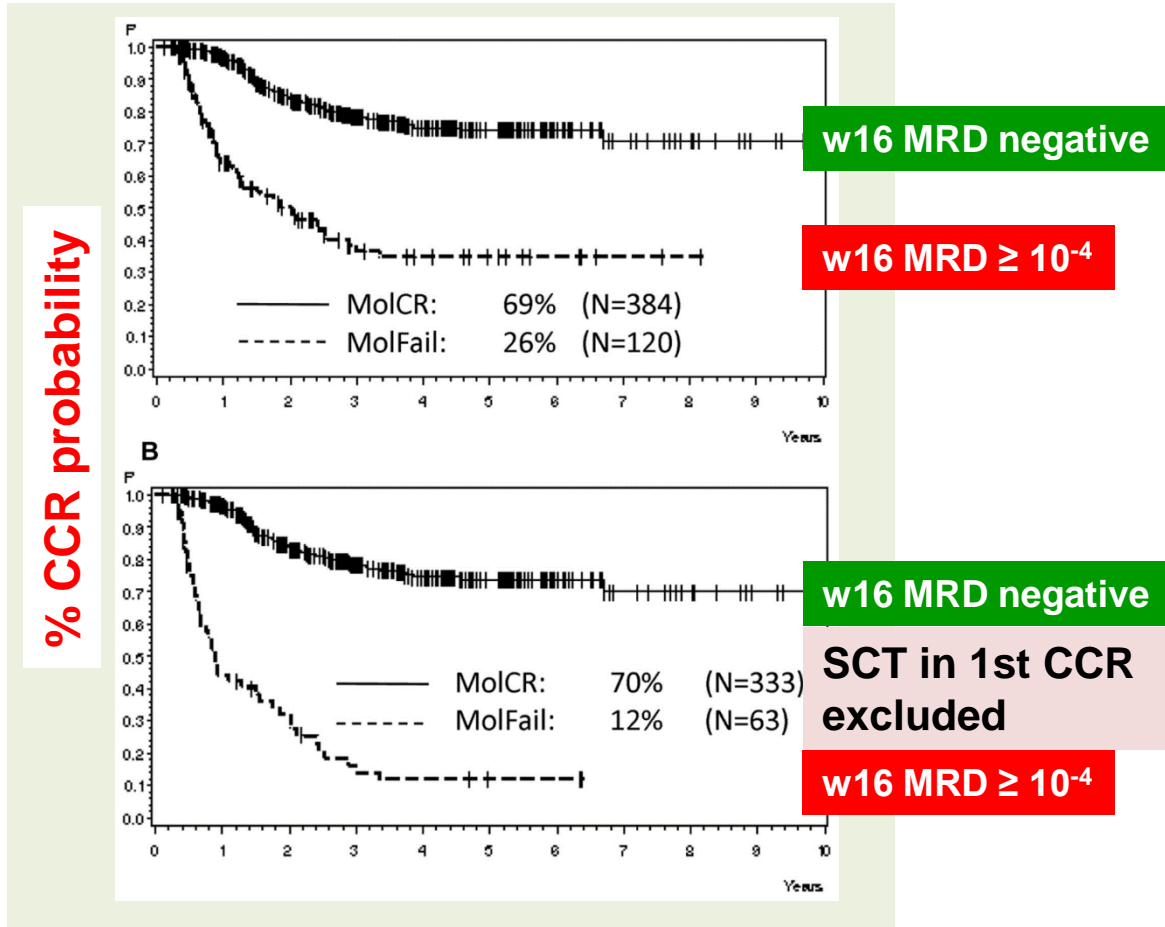 % CCR probability
P
1.0
0.9
0.8
0.7
0.6
0.5
0.4
0.3
0.2
0.1
0.0
MolCR: 69% (N=384)
MolFail: 26% (N=120)
0 1 2 3 4 5 6 7 8 9 10
Years
w16 MRD negative
w16 MRD ≥ 10⁻⁴
B
P
1.0
0.9
0.8
0.7
0.6
0.5
0.4
0.3
0.2
0.1
0.0
MolCR: 70% (N=333)
MolFail: 12% (N=63)
0 1 2 3 4 5 6 7 8 9 10
Years
w16 MRD negative
SCT in 1st CCR
excluded
w16 MRD ≥ 10⁻⁴